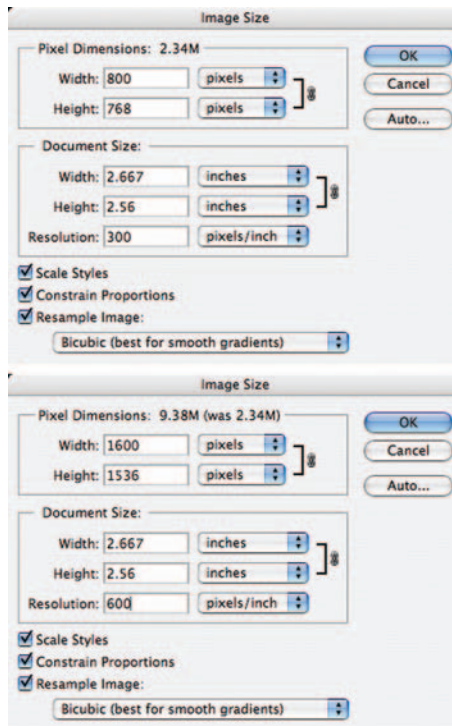 Image Size
Pixel Dimensions: 2.34M
OK
Width: 800 pixels
Cancel
Height: 768 pixels
Auto...
Document Size:
Width: 2.667 inches
Height: 2.56 inches
Resolution: 300 pixels/inch
Scale Styles
Constrain Proportions
Resample Image:
Bicubic (best for smooth gradients)
Image Size
Pixel Dimensions: 9.38M (was 2.34M)
OK
Width: 1600 pixels
Cancel
Height: 1536 pixels
Auto...
Document Size:
Width: 2.667 inches
Height: 2.56 inches
Resolution: 600 pixels/inch
Scale Styles
Constrain Proportions
Resample Image:
Bicubic (best for smooth gradients)